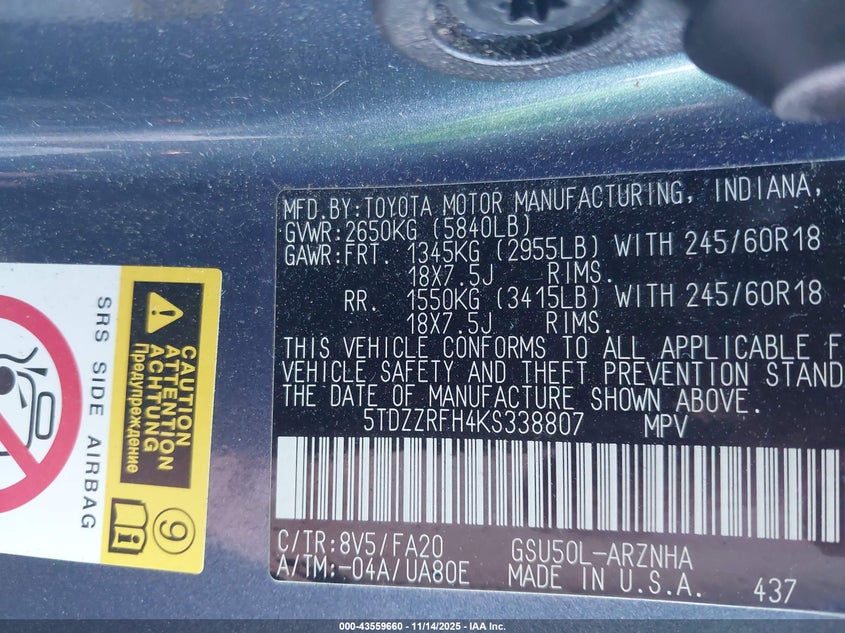 MFD.BY:TOYOTA MOTOR MANUFACTURING, INDIANA,
GVWR:2650KG (5840LB)
GAWR:FRT. 1345KG (2955LB) WITH 245/60R18
18X7.5J RIMS.
RR. 1550KG (3415LB) WITH 245/60R18
18X7.5J RIMS.
THIS VEHICLE CONFORMS TO ALL APPLICABLE F
VEHICLE SAFETY AND THEFT PREVENTION STAND
THE DATE OF MANUFACTURE SHOWN ABOVE.
5TDZZRFH4KS338807 MPV
C/TR:8V5/FA20 GSU50L-ARZNHA
A/TM:-04A/UA80E MADE IN U.S.A. 437
CAUTION
ATTENTION
ACHTUNG
Предупреждение
9
SRS SIDE AIRBAG
000-43559660 - 11/14/2025 - IAA Inc.